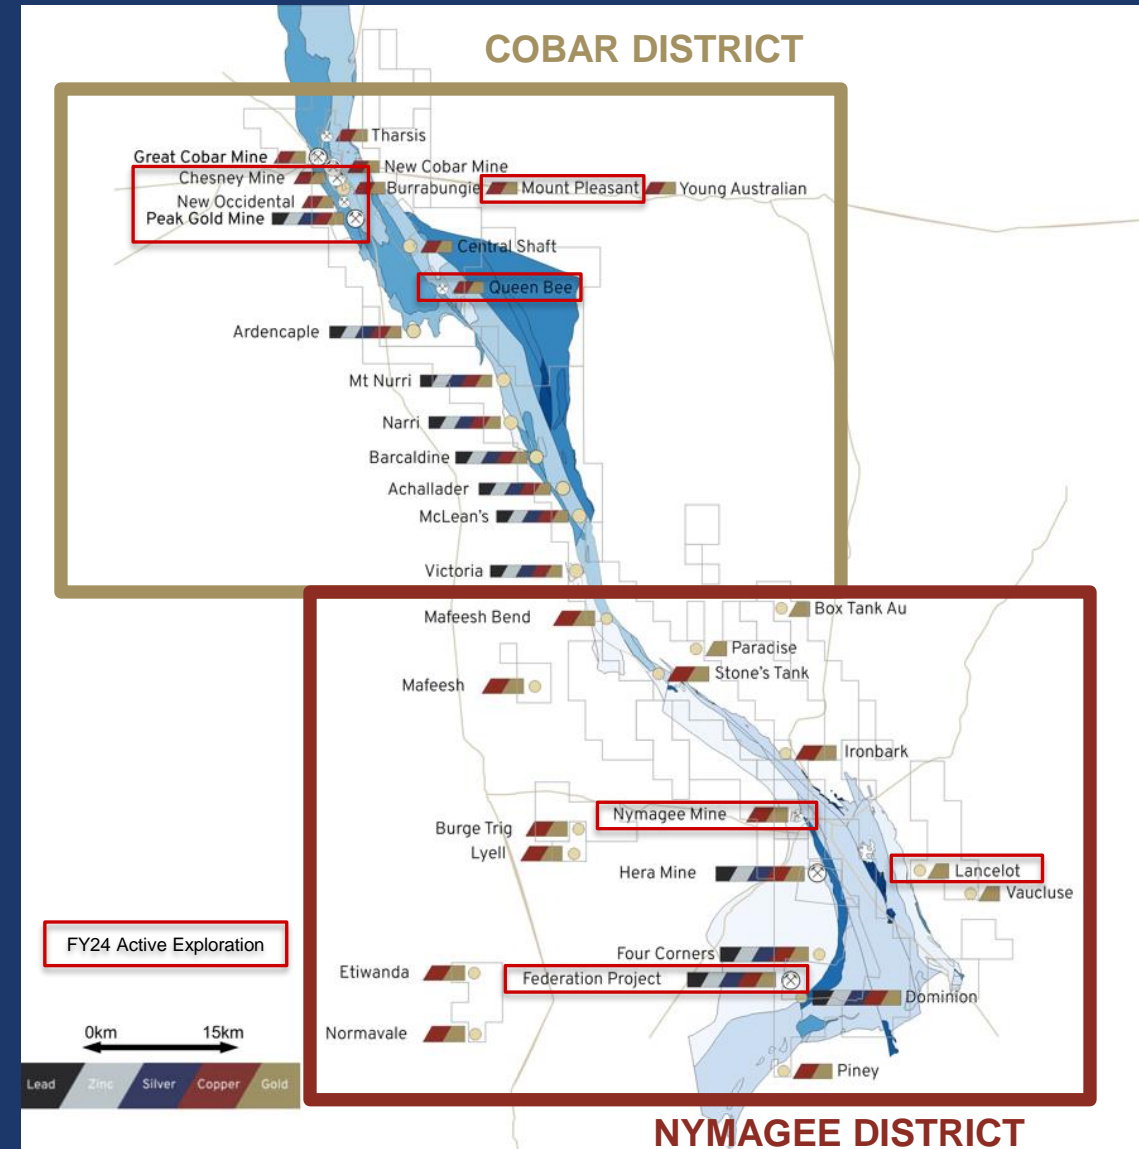 COBAR DISTRICT
Tharsis
Great Cobar Mine
New Cobar Mine
Chesney Mine
Burrabungie
Mount Pleasant
Young Australian
New Occidental
Peak Gold Mine
Central Shaft
Queen Bee
Ardencaple
Mt Nurri
Narri
Barcaldine
Achallader
McLean's
Victoria
Box Tank Au
Mafeesh Bend
Paradise
Stone's Tank
Mafeesh
Ironbark
Nymagee Mine
Burge Trig
Lyell
Hera Mine
Lancelot
Vaucluse
FY24 Active Exploration
Four Corners
Etiwanda
Federation Project
Dominion
0km 15km
Normavale
Piney
Lead Zinc Silver Copper Gold
NYMAGEE DISTRICT